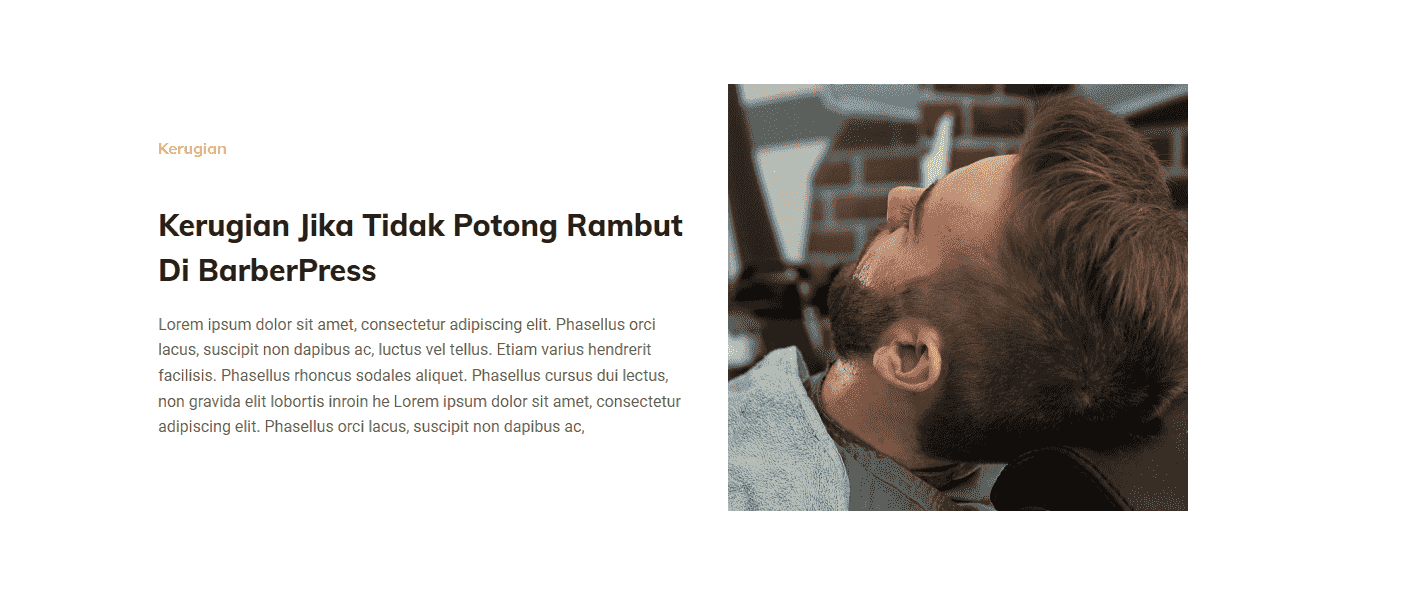 Kerugian
Kerugian Jika Tidak Potong Rambut
Di BarberPress
Lorem ipsum dolor sit amet, consectetur adipiscing elit. Phasellus orci
lacus, suscipit non dapibus ac, luctus vel tellus. Etiam varius hendrerit
facilisis. Phasellus rhoncus sodales aliquet. Phasellus cursus dui lectus,
non gravida elit lobortis inroin he Lorem ipsum dolor sit amet, consectetur
adipiscing elit. Phasellus orci lacus, suscipit non dapibus ac,